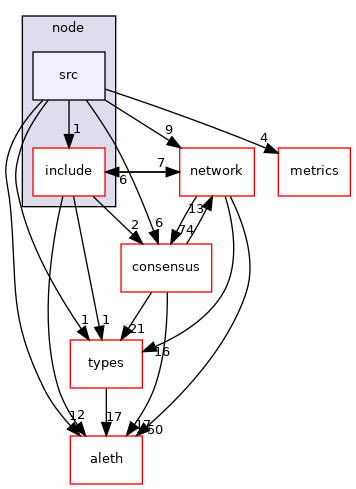 node
src
1
9
4
include
7
network
metrics
6
2
6
13
74
consensus
1
1
21
16
types
12
17
17
50
aleth